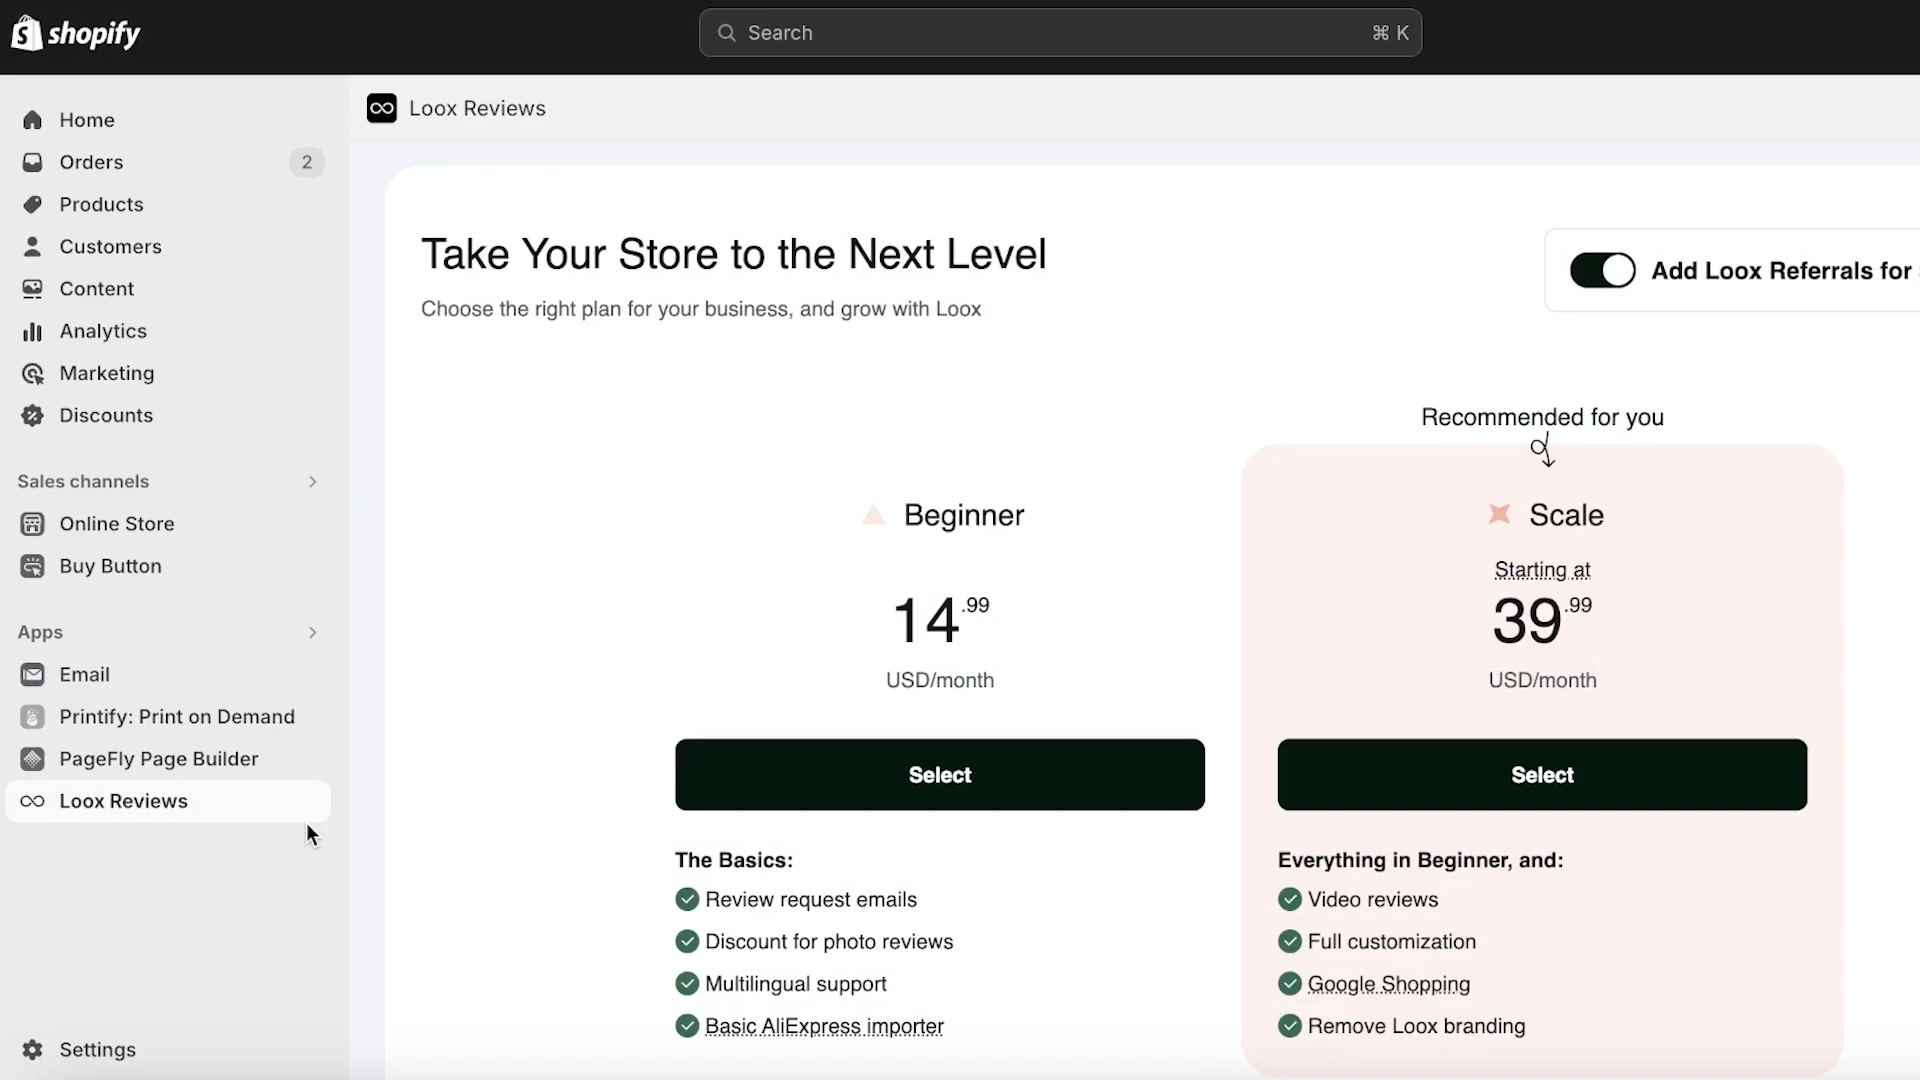 shopify
Search
⌘ K
Home
Orders
2
Products
Customers
Content
Analytics
Marketing
Discounts
Sales channels
Online Store
Buy Button
Apps
Email
Printify: Print on Demand
PageFly Page Builder
Loox Reviews
Settings
Loox Reviews
Take Your Store to the Next Level
Choose the right plan for your business, and grow with Loox
Add Loox Referrals for
Beginner
14.99
USD/month
Select
The Basics:
Review request emails
Discount for photo reviews
Multilingual support
Basic AliExpress importer
Recommended for you
Scale
Starting at
39.99
USD/month
Select
Everything in Beginner, and:
Video reviews
Full customization
Google Shopping
Remove Loox branding